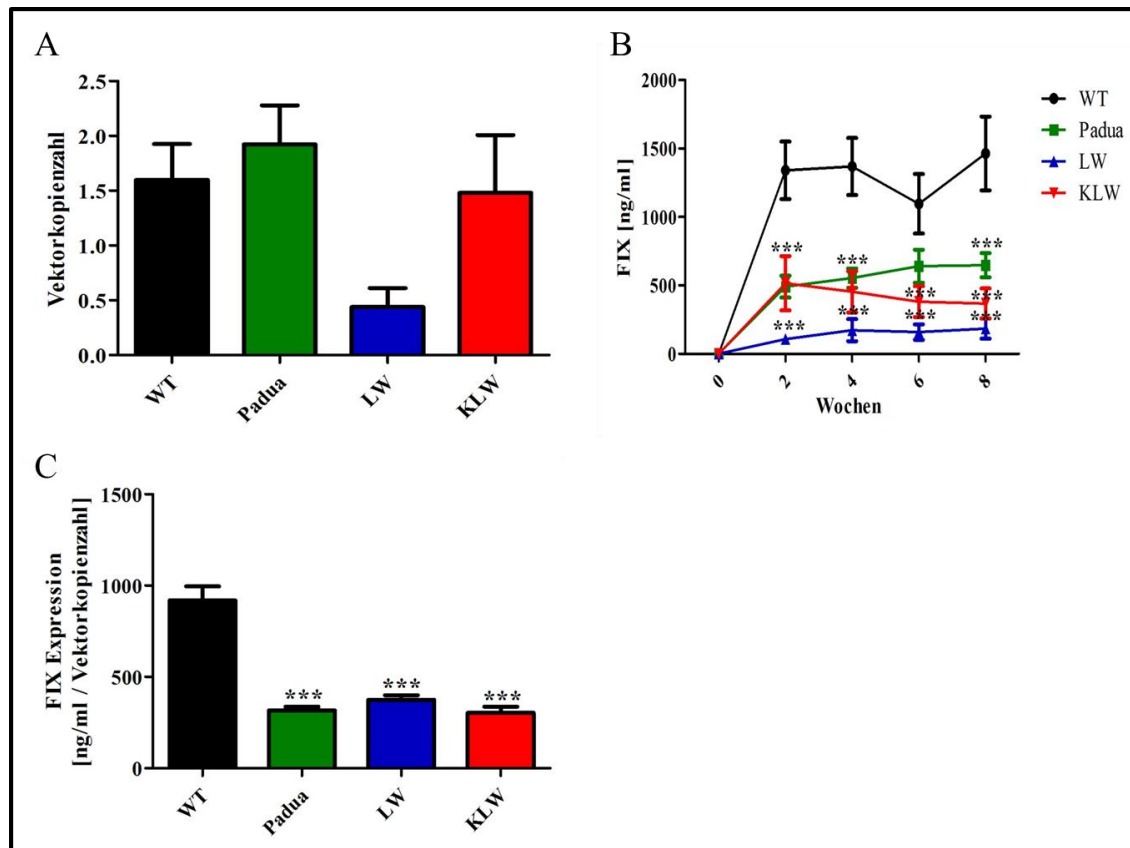 A
Vektorkopienzahl
2.5
2.0
1.5
1.0
0.5
0.0
WT
Padua
LW
KLW
B
FIX [ng/ml]
2000
1500
1000
500
0
***
***
***
***
***
***
***
***
***
0
2
4
6
8
Wochen
WT
Padua
LW
KLW
C
FIX Expression
[ng/ml / Vektorkopienzahl]
1500
1000
500
0
***
***
***
WT
Padua
LW
KLW